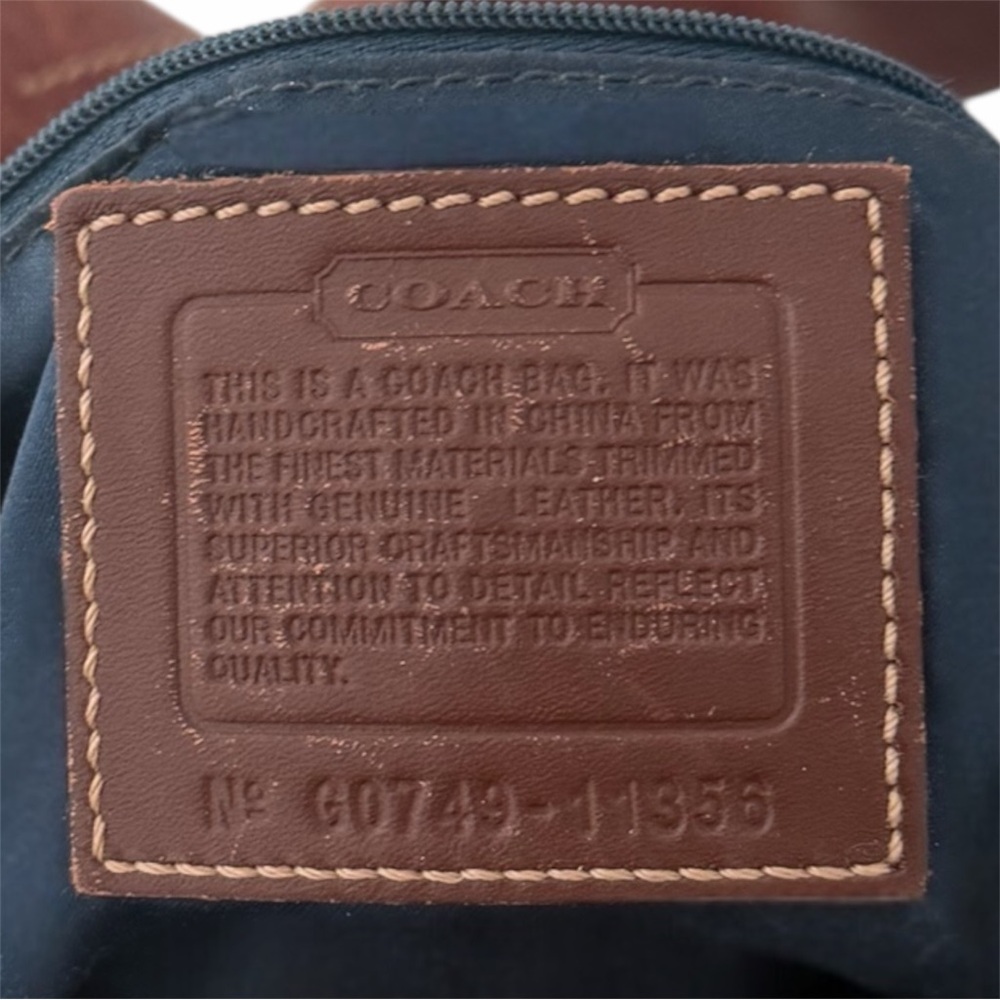 COACH
THIS IS A COACH BAG. IT WAS
HANDCRAFTED IN CHINA FROM
THE FINEST MATERIALS TRIMMED
WITH GENUINE LEATHER. ITS
SUPERIOR CRAFTSMANSHIP AND
ATTENTION TO DETAIL REFLECT
OUR COMMITMENT TO ENDURING
QUALITY.
Nº G0749-11356